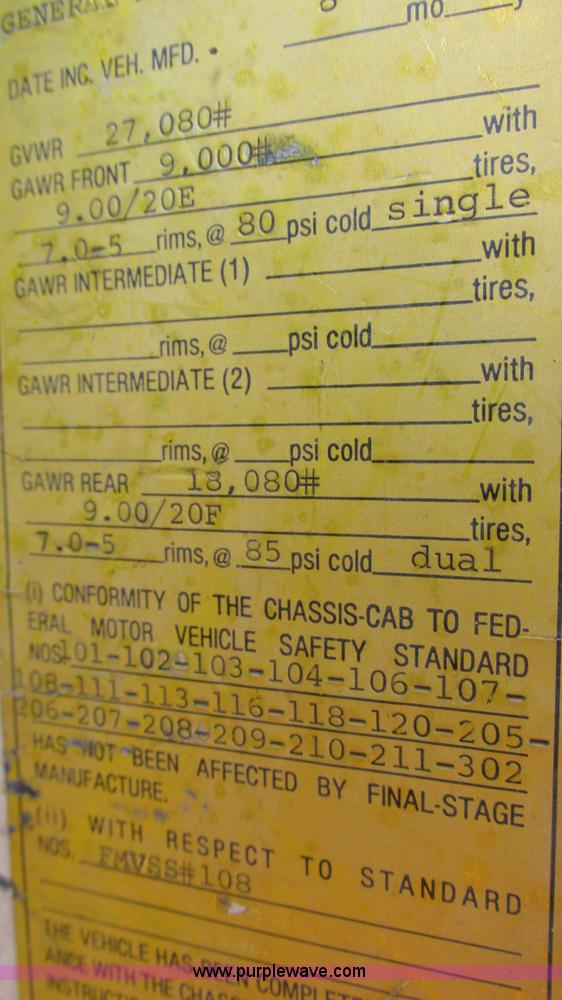 mo.
DATE INC. VEH. MFD.
GVWR 27,080#
GAWR FRONT 9,000# with
9.00/20E tires,
7.0-5 rims, @ 80 psi cold single
GAWR INTERMEDIATE (1) with
tires,
rims, @ psi cold
GAWR INTERMEDIATE (2) with
tires,
rims, @ psi cold
GAWR REAR 18,080# with
9.00/20F tires,
7.0-5 rims, @ 85 psi cold dual
(i) CONFORMITY OF THE CHASSIS-CAB TO FED-
ERAL MOTOR VEHICLE SAFETY STANDARD
NOS. 101-102-103-104-106-107-
108-111-113-116-118-120-205-
206-207-208-209-210-211-302
HAS NOT BEEN AFFECTED BY FINAL-STAGE
MANUFACTURE.
(ii) WITH RESPECT TO STANDARD
NOS. FMVSS#108
THE VEHICLE HAS BEEN
ANCE WITH THE
www.purplewave.com